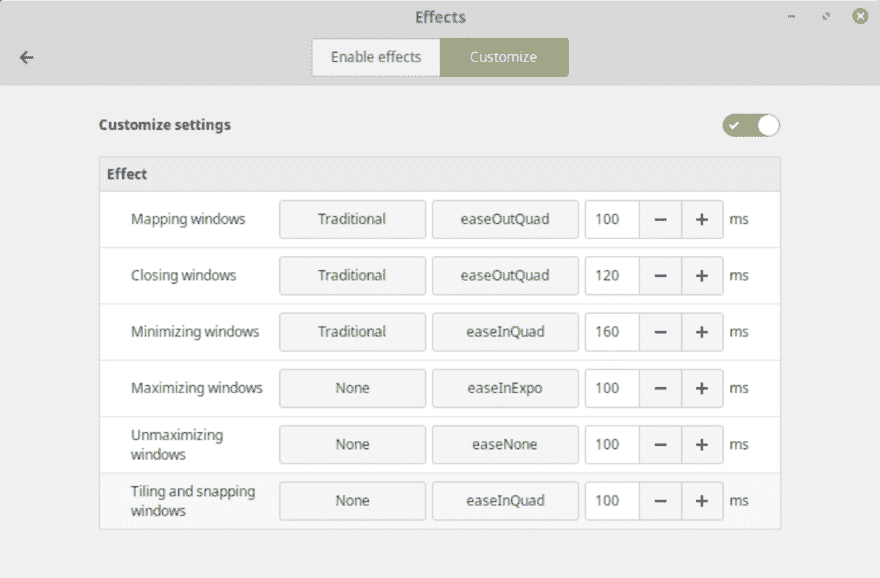 Effects
Enable effects Customize
Customize settings
Effect
Mapping windows Traditional easeOutQuad 100 − + ms
Closing windows Traditional easeOutQuad 120 − + ms
Minimizing windows Traditional easeInQuad 160 − + ms
Maximizing windows None easeInExpo 100 − + ms
Unmaximizing
windows None easeNone 100 − + ms
Tiling and snapping
windows None easeInQuad 100 − + ms